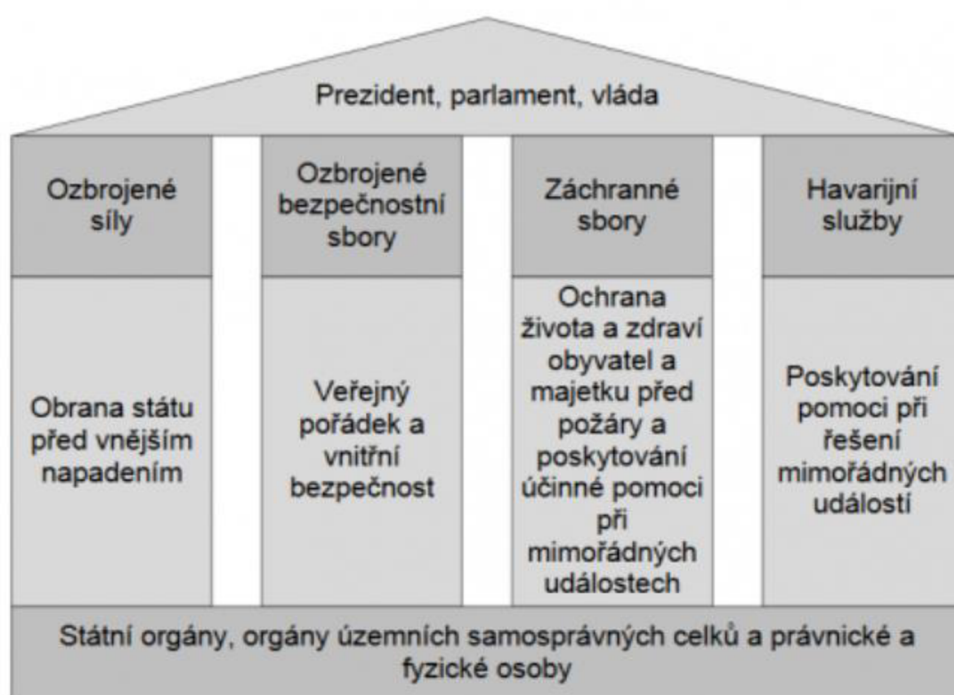 Prezident, parlament, vláda
Ozbrojené
síly
Ozbrojené
bezpečnostní
sbory
Záchranné
sbory
Havarijní
služby
Obrana státu
před vnějším
napadením
Veřejný
pořádek a
vnitřní
bezpečnost
Ochrana
života a zdraví
obyvatel a
majetku před
požáry a
poskytování
účinné pomoci
při
mimořádných
událostech
Poskytování
pomoci při
řešení
mimořádných
událostí
Státní orgány, orgány územních samosprávných celků a právnické a
fyzické osoby